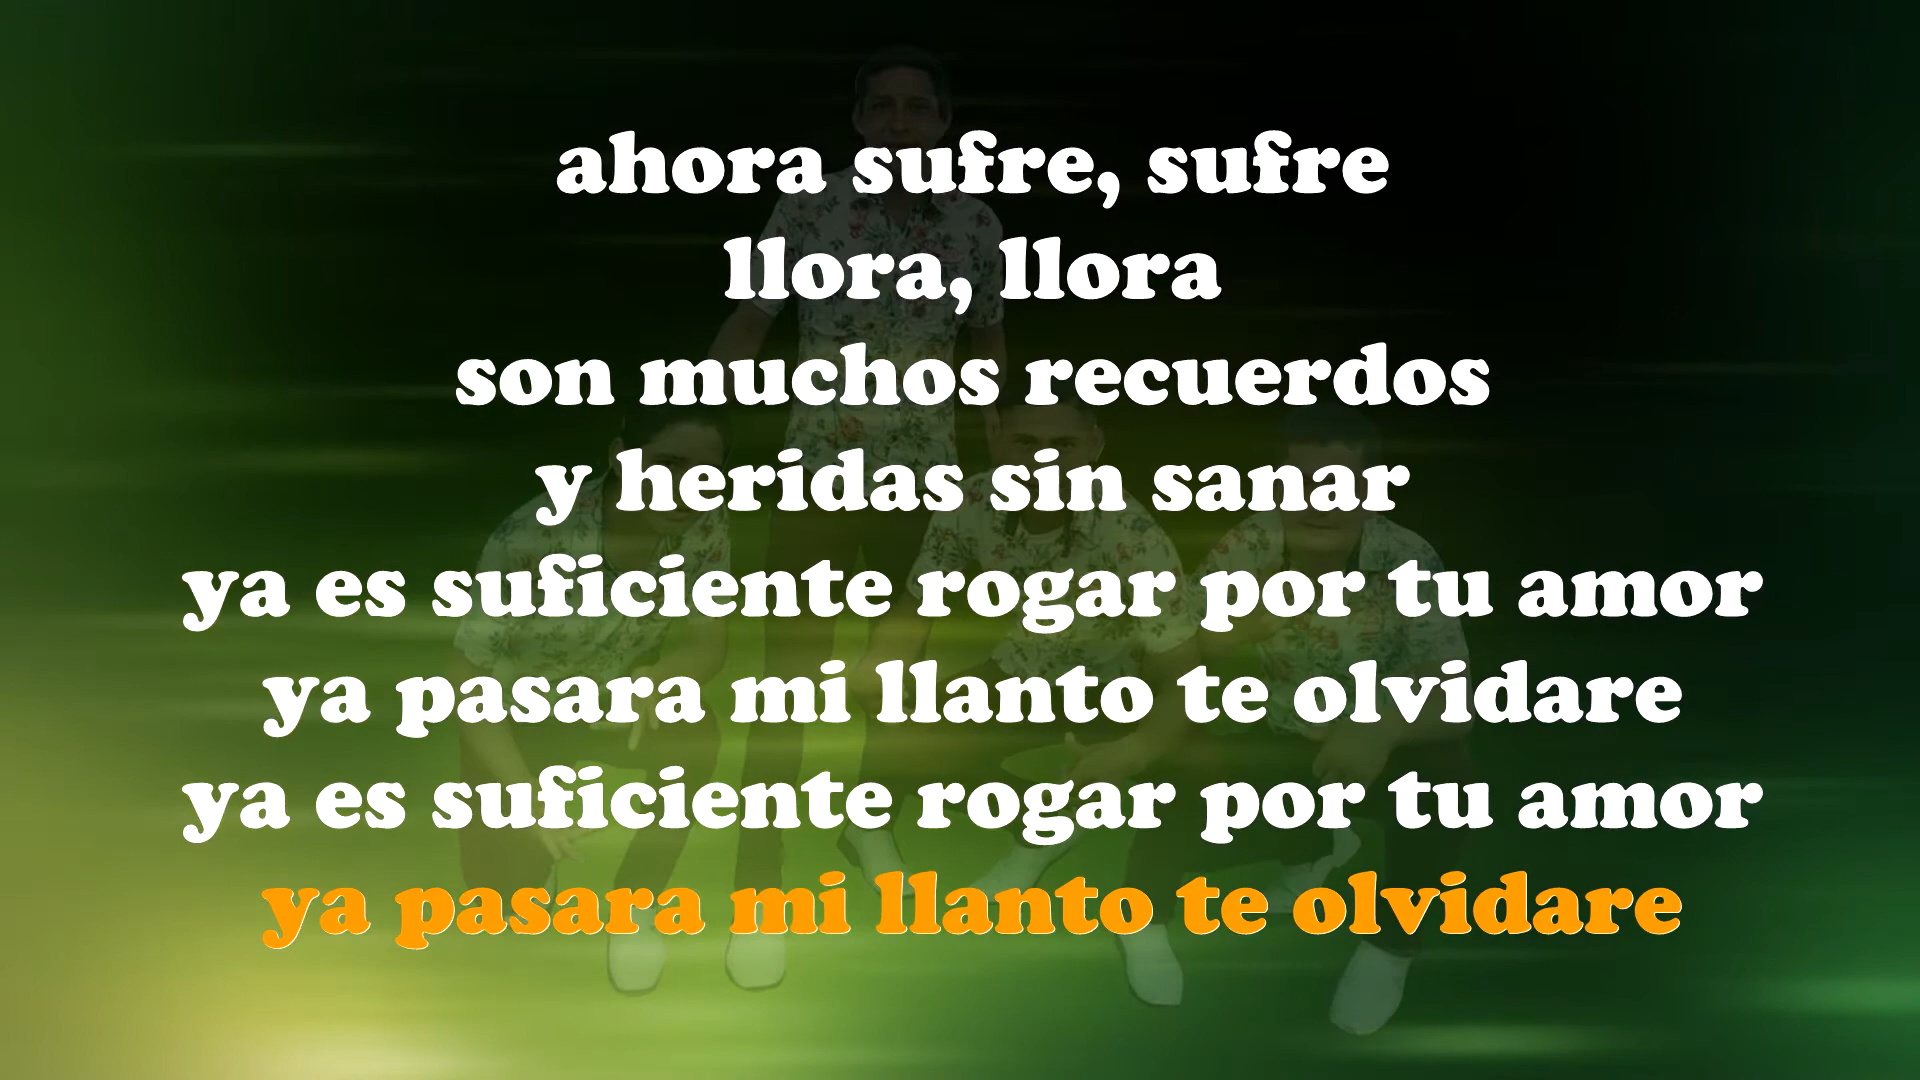 ahora sufre, sufre
llora, llora
son muchos recuerdos
y heridas sin sanar
ya es suficiente rogar por tu amor
ya pasara mi llanto te olvidare
ya es suficiente rogar por tu amor
ya pasara mi llanto te olvidare